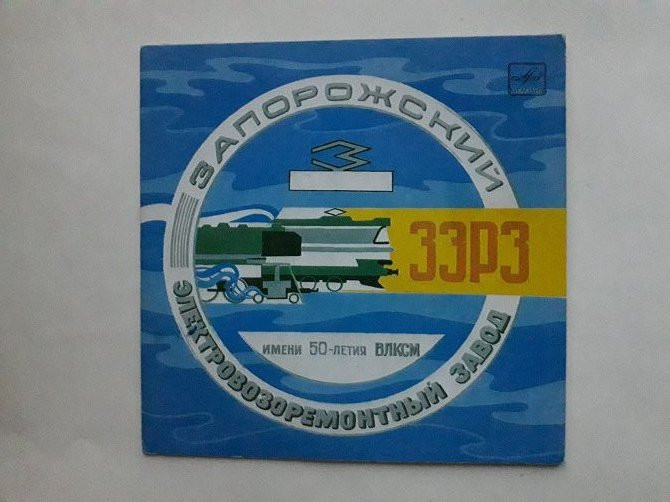 ЗАПОРОЖСКИЙ
ЗЭРЗ
ИМЕНИ 50-ЛЕТИЯ ВЛКСМ
ЭЛЕКТРОВОЗОРЕМОНТНЫЙ ЗАВОД